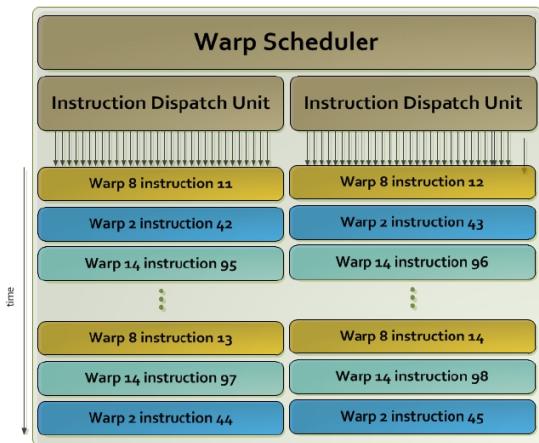 Warp Scheduler
Instruction Dispatch Unit
Instruction Dispatch Unit
Warp 8 instruction 11
Warp 8 instruction 12
Warp 2 instruction 42
Warp 2 instruction 43
Warp 14 instruction 95
Warp 14 instruction 96
time
Warp 8 instruction 13
Warp 8 instruction 14
Warp 14 instruction 97
Warp 14 instruction 98
Warp 2 instruction 44
Warp 2 instruction 45